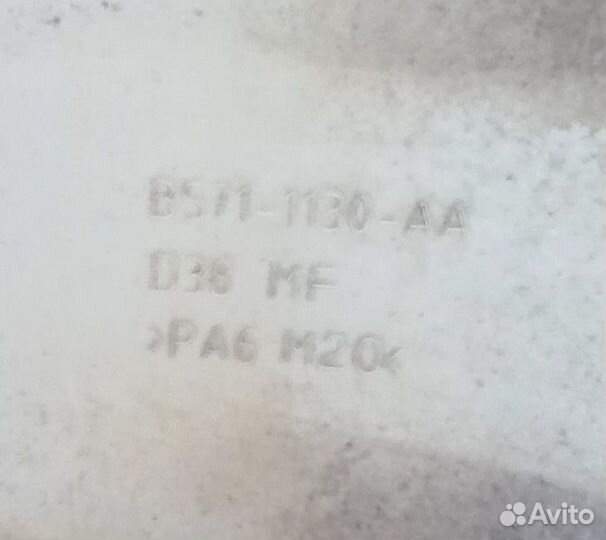 BS71-1130-AA
D38 MF
>PA6 M20<
Avito